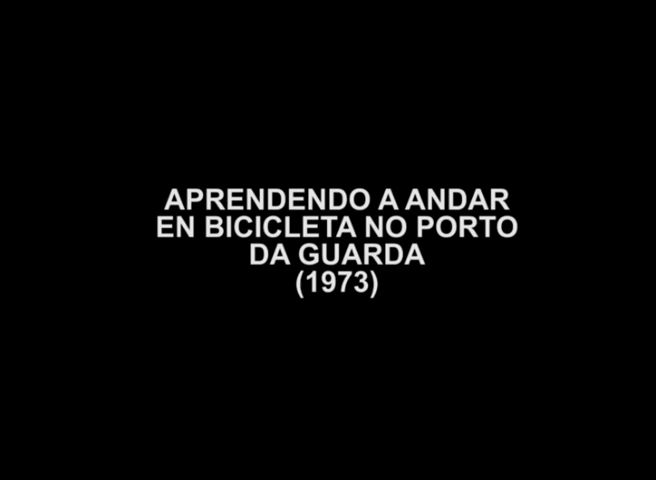 APRENDENDO A ANDAR
EN BICICLETA NO PORTO
DA GUARDA
(1973)